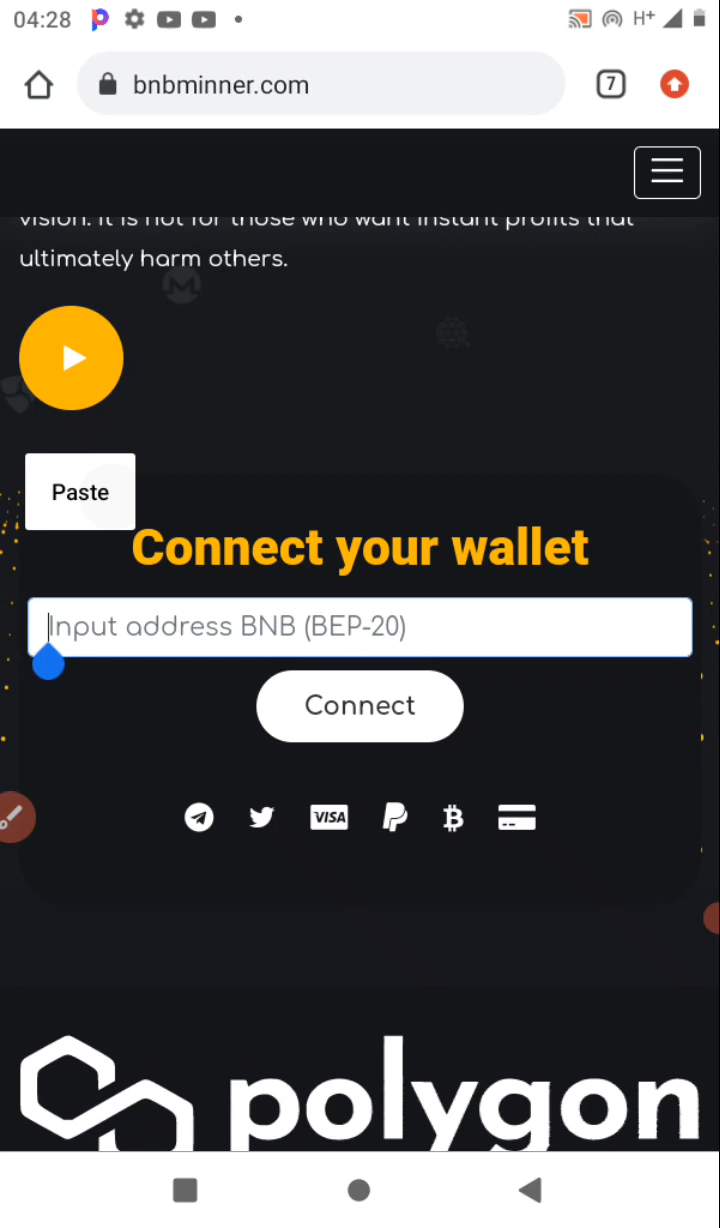 04:28
H+
bnbminner.com
7
vision. It is not for those who want instant profits that
ultimately harm others.
Paste
Connect your wallet
Input address BNB (BEP-20)
Connect
VISA
polygon